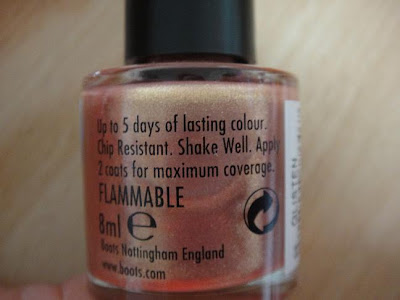 Up to 5 days of lasting colour.
Chip Resistant. Shake Well. Apply
2 coats for maximum coverage.
FLAMMABLE
8ml e
Boots Nottingham England
www.boots.com
GLISTEN